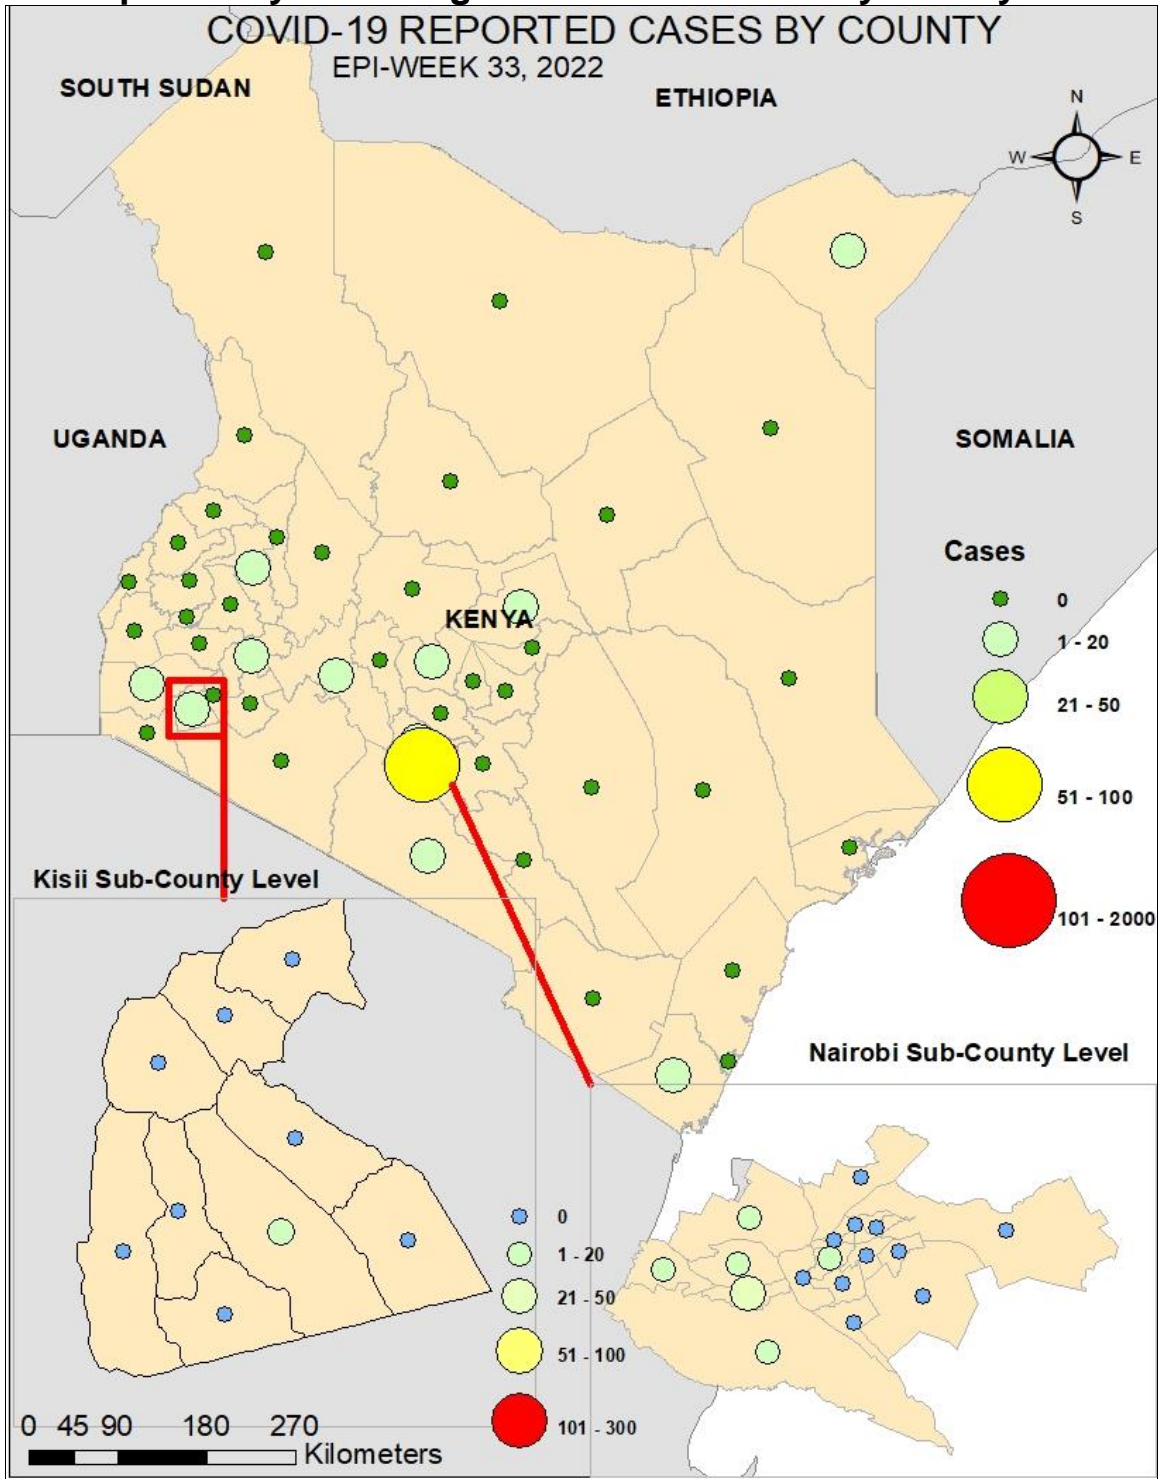 COVID-19 REPORTED CASES BY COUNTY
EPI-WEEK 33, 2022
SOUTH SUDAN
ETHIOPIA
N
W
E
S
UGANDA
SOMALIA
KENYA
Cases
0
1 - 20
21 - 50
51 - 100
101 - 2000
Kisii Sub-County Level
Nairobi Sub-County Level
0
1 - 20
21 - 50
51 - 100
101 - 300
0 45 90 180 270
Kilometers